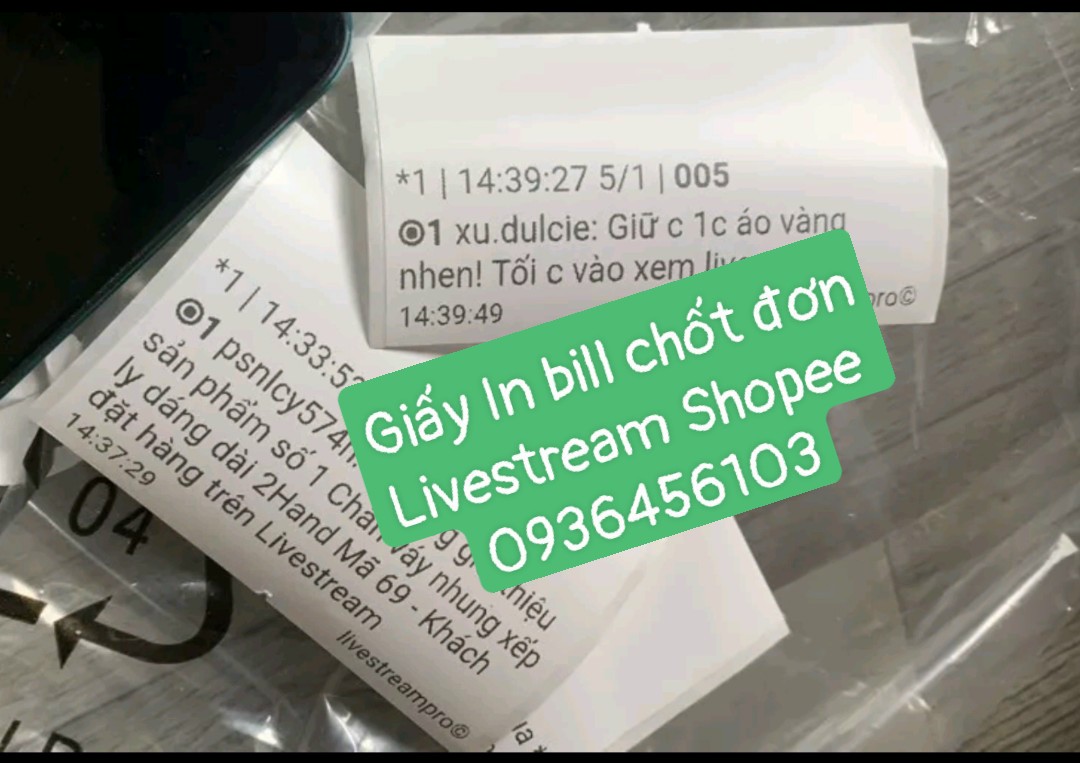 *1 | 14:39:27 5/1 | 005
1 xu.dulcie: Giữ c 1c áo vàng
nhen! Tối c vào xem
14:39:49
*1 | 14:33:5
1
sản phẩm số 1
ly dáng dài 2Hand Mã 69 - Khách
váy nhung xếp
đặt hàng trên Livestream
14:37:29
livestreampro©
Giấy In bill chốt đơn
Livestream Shopee
0936456103
04